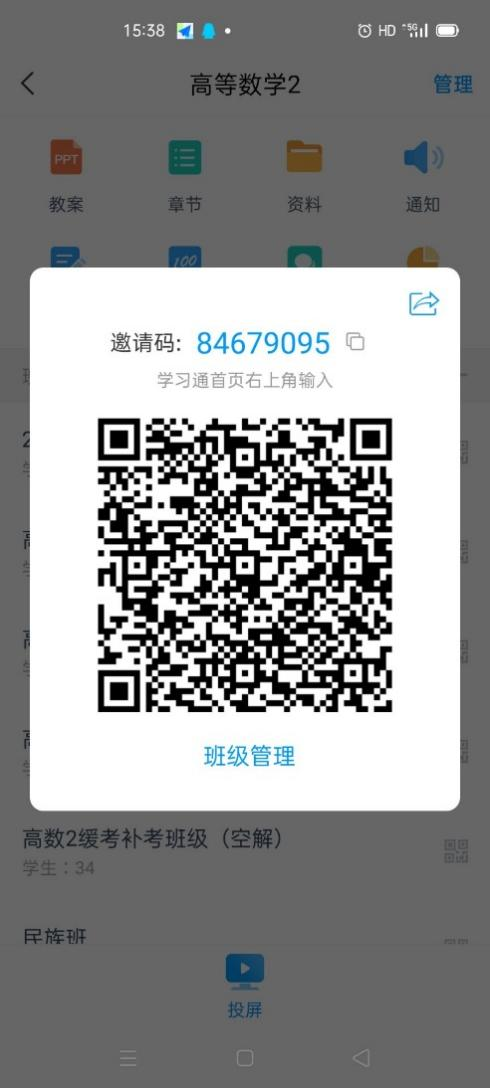 15:38
HD 5G
高等数学2
管理
PPT
教案
章节
资料
通知
100
邀请码: 84679095
学习通首页右上角输入
班级管理
高数2缓考补考班级（空解）
学生：34
民族班
投屏